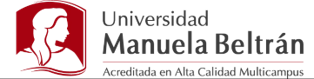 Universidad
Manuela Beltrán
Acreditada en Alta Calidad Multicampus